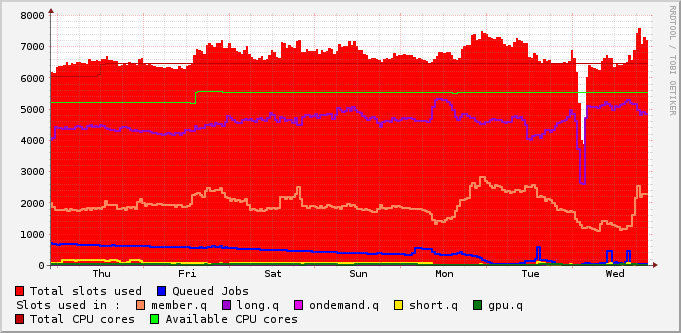 8000
7000
6000
5000
4000
3000
2000
1000
0
Thu Fri Sat Sun Mon Tue Wed
RRDTOOL / TOBI OETIKER
Total slots used Queued Jobs
Slots used in : member.q long.q ondemand.q short.q gpu.q
Total CPU cores Available CPU cores